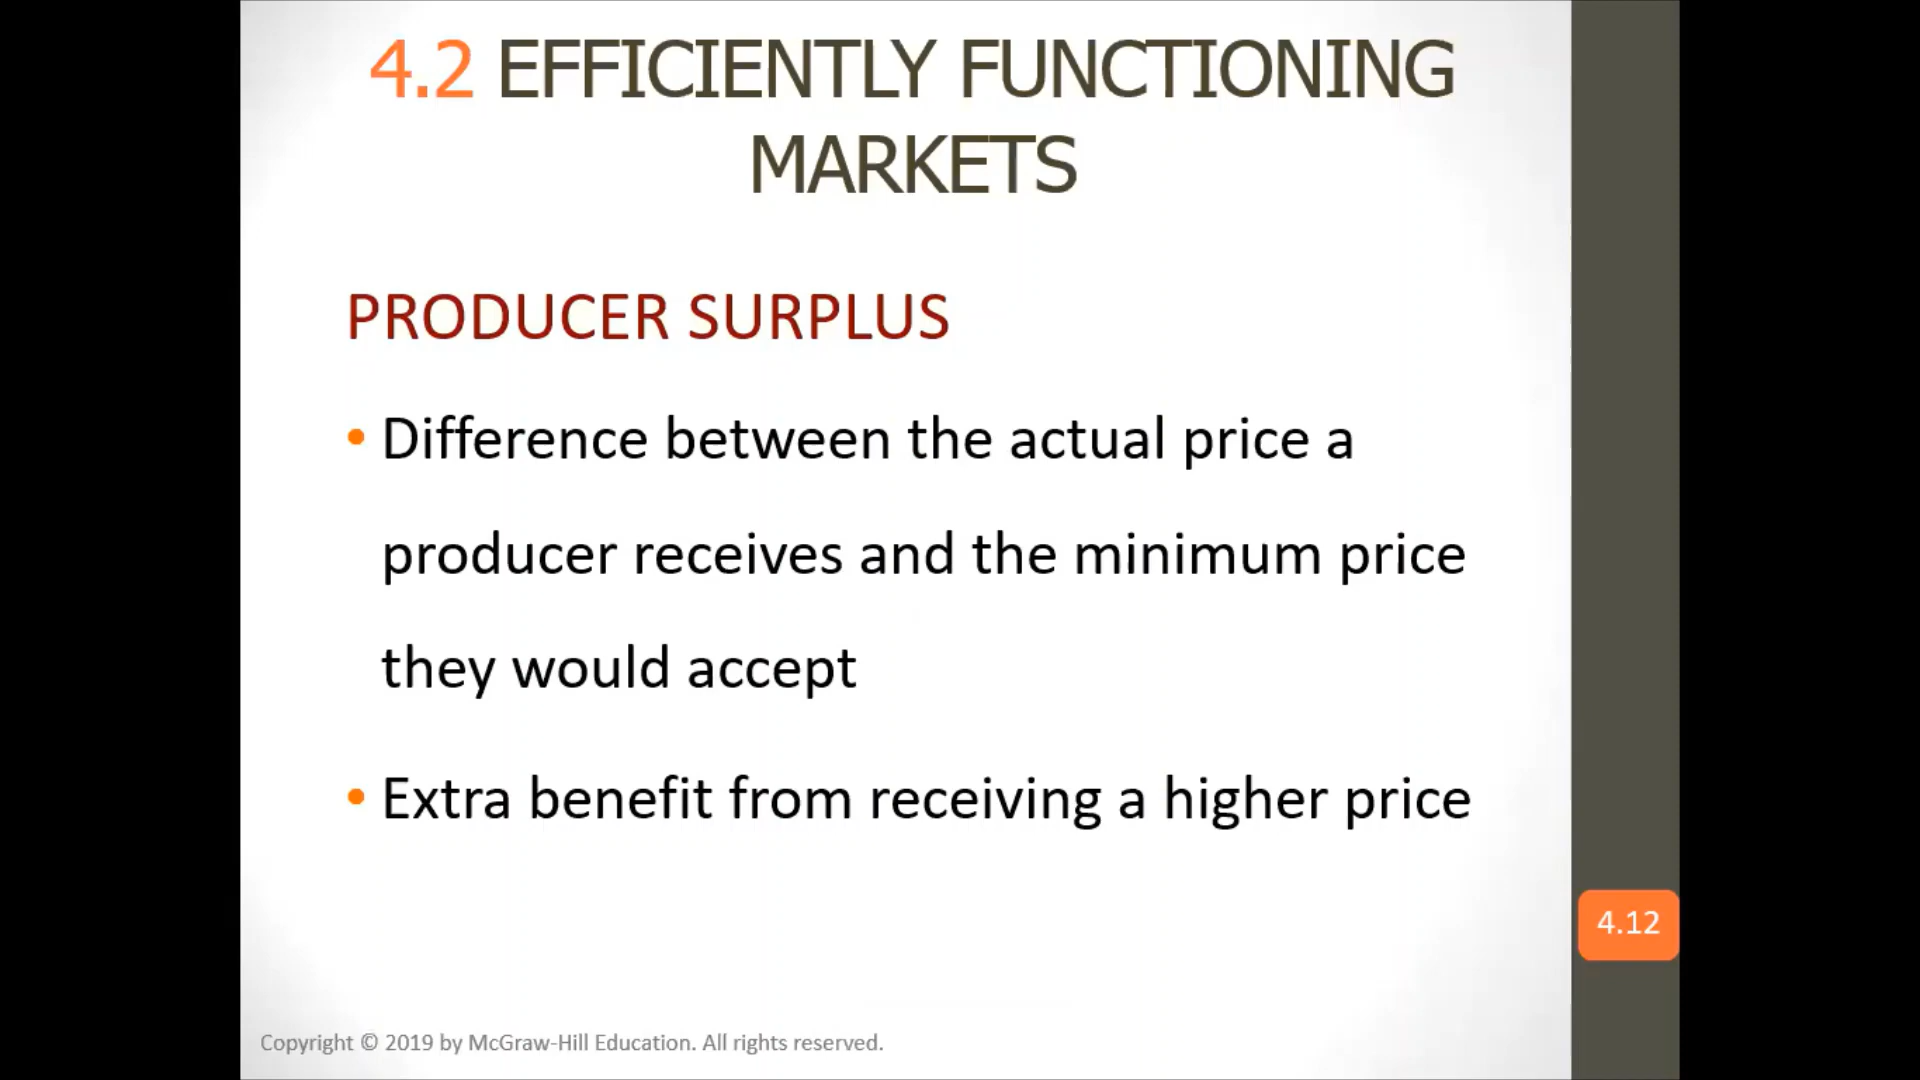 4.2 EFFICIENTLY FUNCTIONING
MARKETS
PRODUCER SURPLUS
• Difference between the actual price a
producer receives and the minimum price
they would accept
• Extra benefit from receiving a higher price
4.12
Copyright © 2019 by McGraw-Hill Education. All rights reserved.